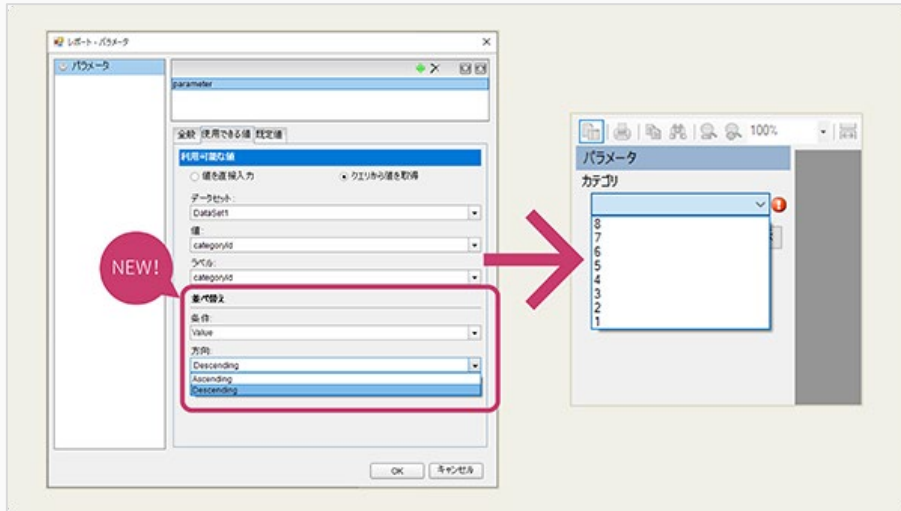 レポート・パラメータ
パラメータ
parameter
全般 使用できる値 既定値
利用可能な値
値を直接入力 クエリから値を取得
データセット:
DataSet1
値:
categoryId
ラベル:
categoryId
NEW!
並べ替え
条件:
Value
方向:
Descending
Ascending
Descending
OK キャンセル
100%
パラメータ
カテゴリ
8
7
6
5
4
3
2
1